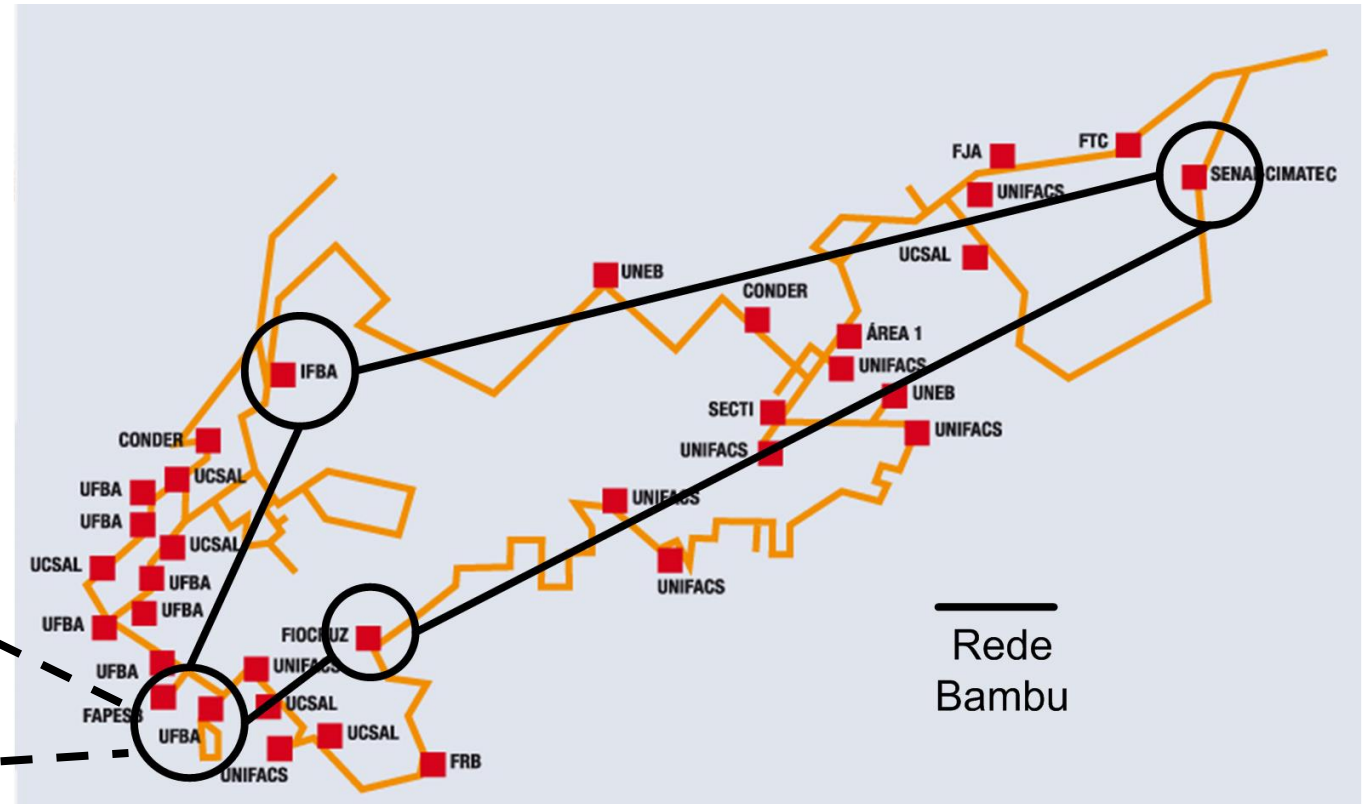 FTC
FJA
SENAI CIMATEC
UNIFACS
UCSAL
UNEB
CONDER
ÁREA 1
UNIFACS
IFBA
UNEB
SECTI
UNIFACS
CONDER
UNIFACS
UCSAL
UFBA
UNIFACS
UFBA
UCSAL
UCSAL
UFBA
UNIFACS
UFBA
UFBA
FIOCRUZ
Rede
Bambu
UFBA
UNIFACS
UCSAL
FAPESB
UFBA
UCSAL
FRB
UNIFACS